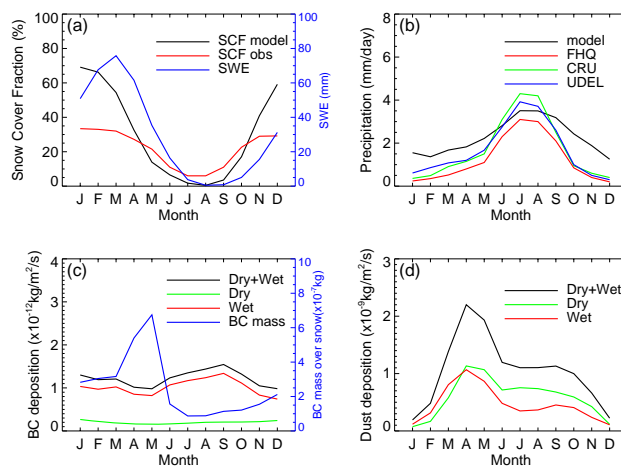 (a)
Snow Cover Fraction (%)
100
80
60
40
20
0
SCF model
SCF obs
SWE
100
80
60
40
20
0
SWE (mm)
J F M A M J J A S O N D
Month
(b)
Precipitation (mm/day)
8
6
4
2
0
model
FHQ
CRU
UDEL
J F M A M J J A S O N D
Month
(c)
BC deposition (x10-12kg/m2/s)
4
3
2
1
0
Dry+Wet
Dry
Wet
BC mass
10
8
6
4
2
0
BC mass over snow(x10-7kg)
J F M A M J J A S O N D
Month
(d)
Dust deposition (x10-9kg/m2/s)
3
2
1
0
Dry+Wet
Dry
Wet
J F M A M J J A S O N D
Month